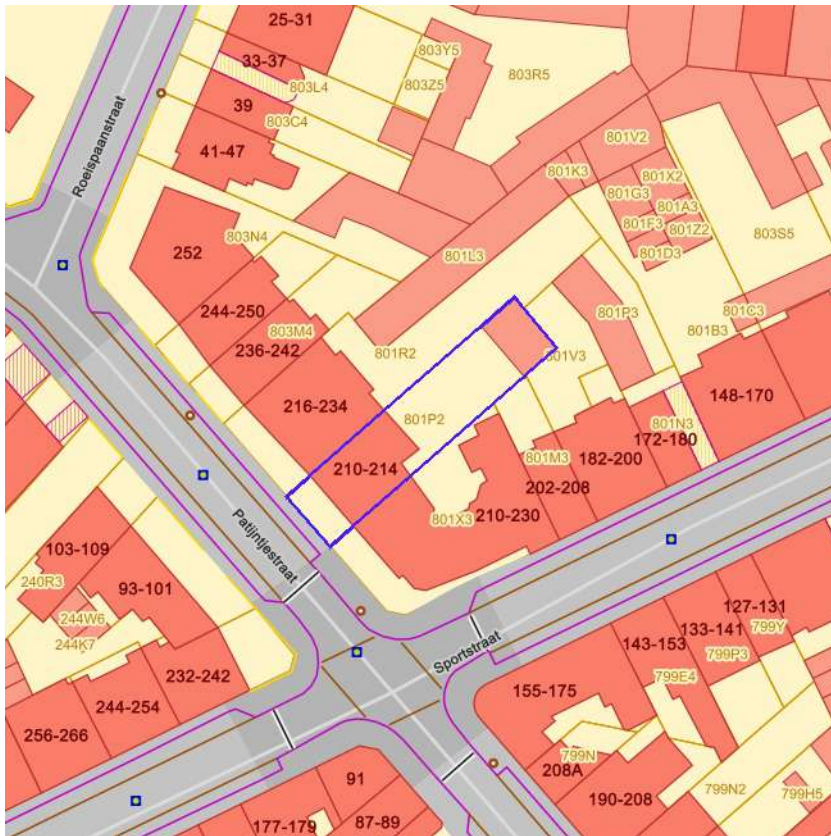 25-31
33-37
803L4
39
803C4
41-47
803Y5
803Z5
803R5
Roeispaanstraat
801V2
801K3
801X2
801G3
801A3
801F3
801Z2
801D3
803S5
252
803N4
801L3
244-250
803M4
236-242
801R2
801P3
801C3
801B3
801V3
216-234
801P2
148-170
801N3
172-180
210-214
801M3
182-200
202-208
801X3
210-230
Patijntjestraat
103-109
240R3
93-101
244W6
244K7
232-242
244-254
256-266
Sportstraat
127-131
799Y
133-141
143-153
799P3
799E4
155-175
799N
208A
190-208
799N2
799H5
91
87-89
177-179